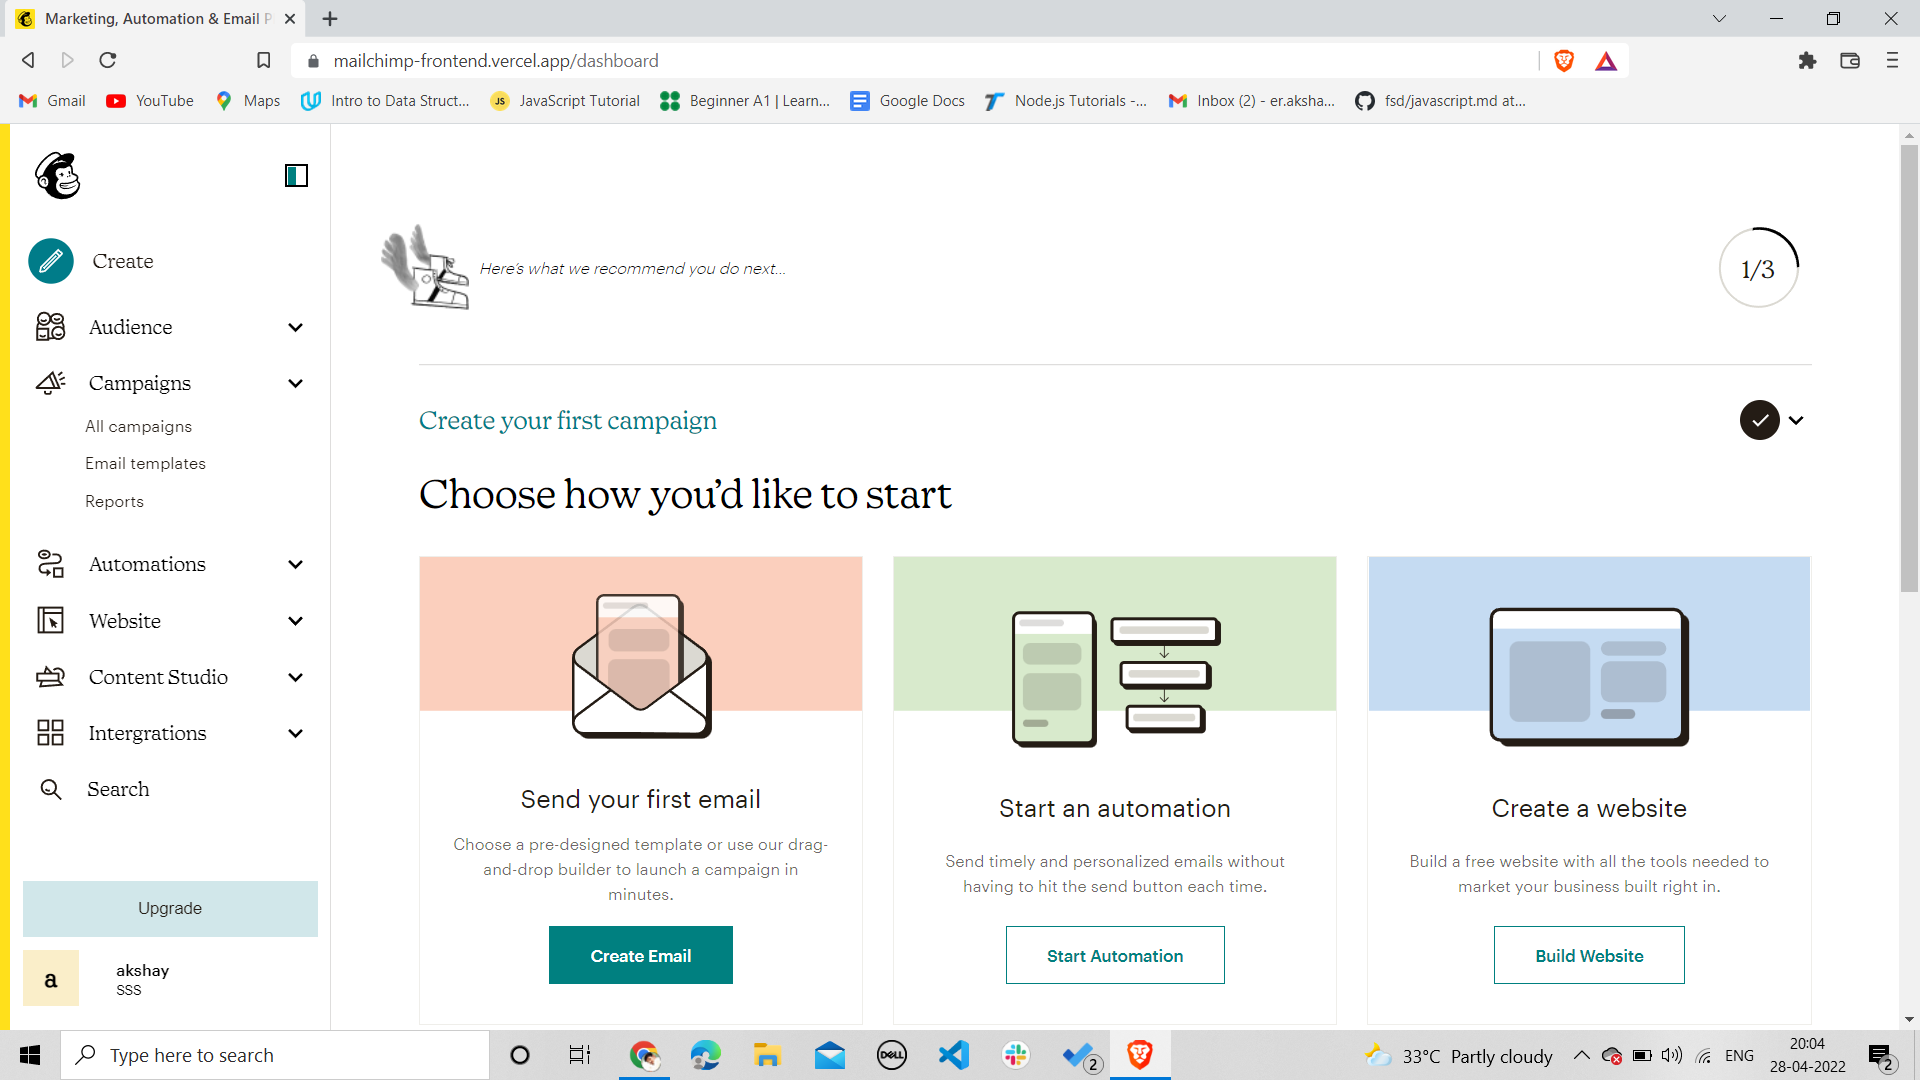 Marketing, Automation & Email P
mailchimp-frontend.vercel.app/dashboard
Gmail
YouTube
Maps
Intro to Data Struct...
JS
JavaScript Tutorial
Beginner A1 | Learn...
Google Docs
Node.js Tutorials -...
Inbox (2) - er.aksha...
fsd/javascript.md at...
Create
Audience
Campaigns
All campaigns
Email templates
Reports
Automations
Website
Content Studio
Intergrations
Search
Upgrade
a
akshay
sss
Here's what we recommend you do next...
1/3
Create your first campaign
Choose how you’d like to start
Send your first email
Choose a pre-designed template or use our drag-
and-drop builder to launch a campaign in
minutes.
Create Email
Start an automation
Send timely and personalized emails without
having to hit the send button each time.
Start Automation
Create a website
Build a free website with all the tools needed to
market your business built right in.
Build Website
Type here to search
DELL
2
33°C Partly cloudy
ENG
20:04
28-04-2022
2